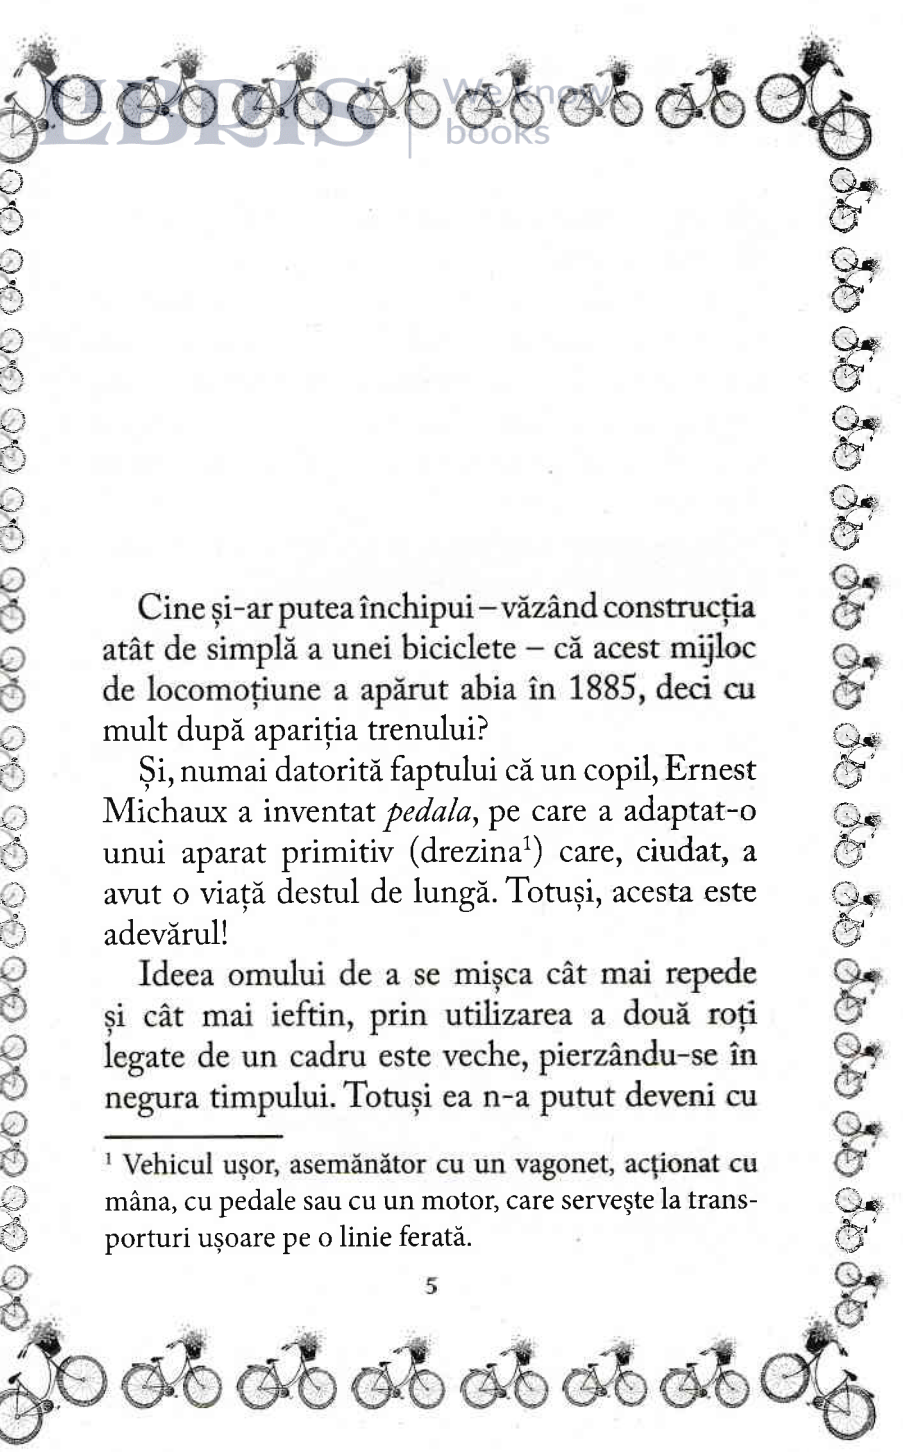 LBRIS
We know
books
Cine și-ar putea închipui – văzând construcția
atât de simplă a unei biciclete – că acest mijloc
de locomoțiune a apărut abia în 1885, deci cu
mult după apariția trenului?
Și, numai datorită faptului că un copil, Ernest
Michaux a inventat pedala, pe care a adaptat-o
unui aparat primitiv (drezina¹) care, ciudat, a
avut o viață destul de lungă. Totuși, acesta este
adevărul!
Ideea omului de a se mișca cât mai repede
și cât mai ieftin, prin utilizarea a două roți
legate de un cadru este veche, pierzându-se în
negura timpului. Totuși ea n-a putut deveni cu
¹ Vehicul ușor, asemănător cu un vagonet, acționat cu
mâna, cu pedale sau cu un motor, care servește la trans-
porturi ușoare pe o linie ferată.
5